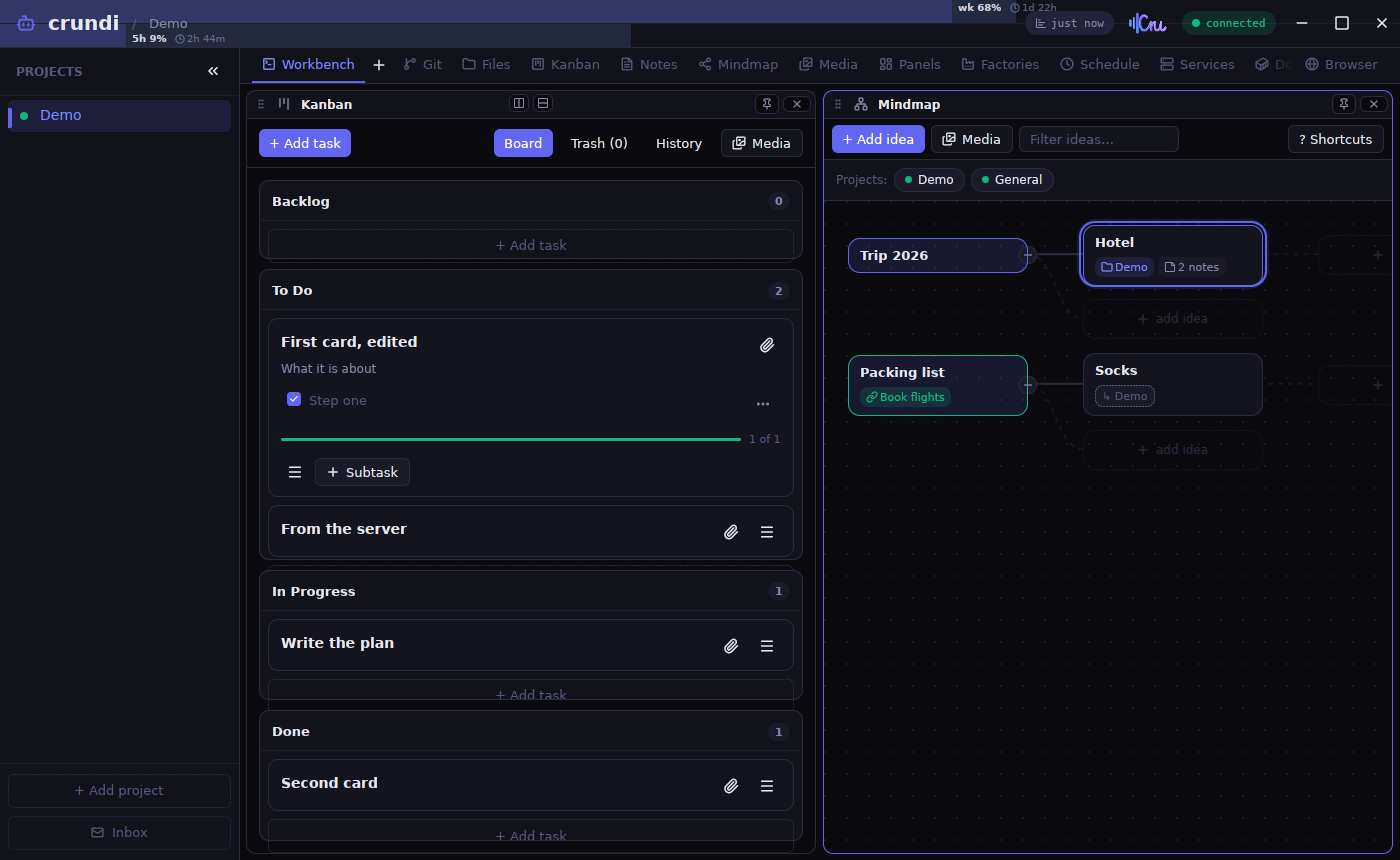 crundi / Demo
wk 68% 1d 22h
5h 9% 2h 44m
just now
Cru
connected
PROJECTS
Demo
+ Add project
Inbox
Workbench
Git
Files
Kanban
Notes
Mindmap
Media
Panels
Factories
Schedule
Services
Do
Browser
Kanban
+ Add task
Board
Trash (0)
History
Media
Backlog
0
+ Add task
To Do
2
First card, edited
What it is about
Step one
...
1 of 1
+ Subtask
From the server
In Progress
1
Write the plan
+ Add task
Done
1
Second card
+ Add task
Mindmap
+ Add idea
Media
Filter ideas...
? Shortcuts
Projects:
Demo
General
Trip 2026
Hotel
Demo
2 notes
+ add idea
Packing list
Book flights
Socks
↳ Demo
+ add idea